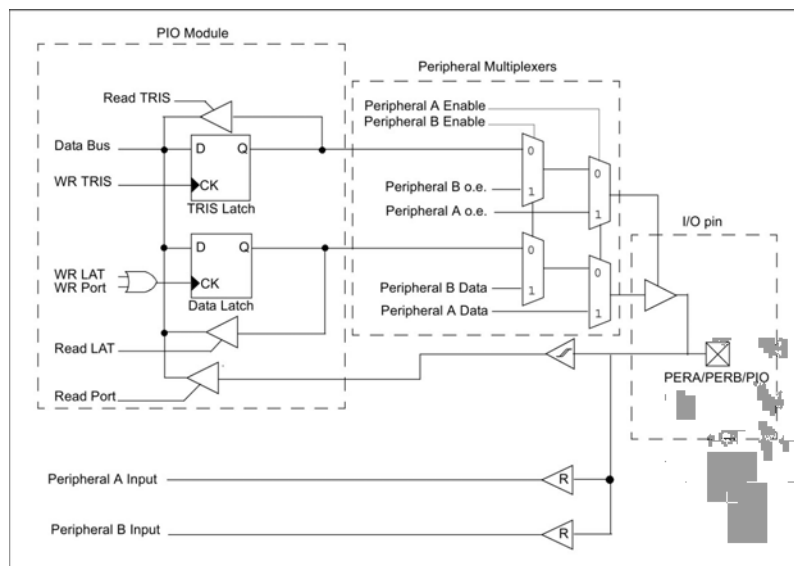 PIO Module
Peripheral Multiplexers
Read TRIS
Peripheral A Enable
Peripheral B Enable
Data Bus
D Q
0
0
WR TRIS
CK
TRIS Latch
Peripheral B o.e.
1
Peripheral A o.e.
1
I/O pin
D Q
0
0
WR LAT
WR Port
CK
Data Latch
Peripheral B Data
1
Peripheral A Data
1
Read LAT
PERA/PERB/PIO
Read Port
Peripheral A Input
R
Peripheral B Input
R